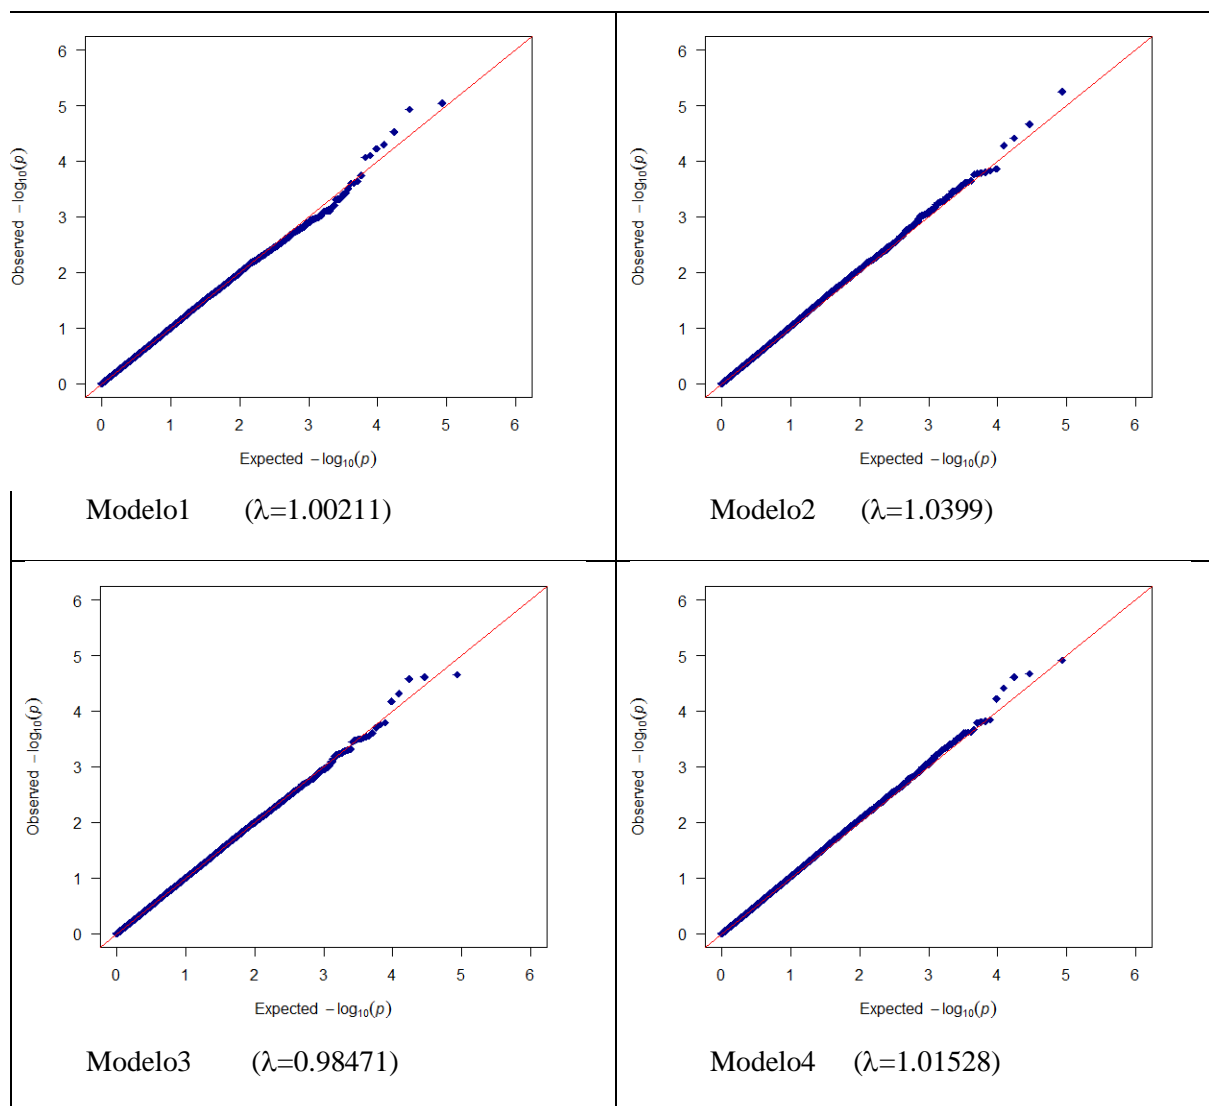 6
5
4
3
2
1
0
Observed −log₁₀(p)
0 1 2 3 4 5 6
Expected −log₁₀(p)
Modelo1 (λ=1.00211)
6
5
4
3
2
1
0
Observed −log₁₀(p)
0 1 2 3 4 5 6
Expected −log₁₀(p)
Modelo2 (λ=1.0399)
6
5
4
3
2
1
0
Observed −log₁₀(p)
0 1 2 3 4 5 6
Expected −log₁₀(p)
Modelo3 (λ=0.98471)
6
5
4
3
2
1
0
Observed −log₁₀(p)
0 1 2 3 4 5 6
Expected −log₁₀(p)
Modelo4 (λ=1.01528)